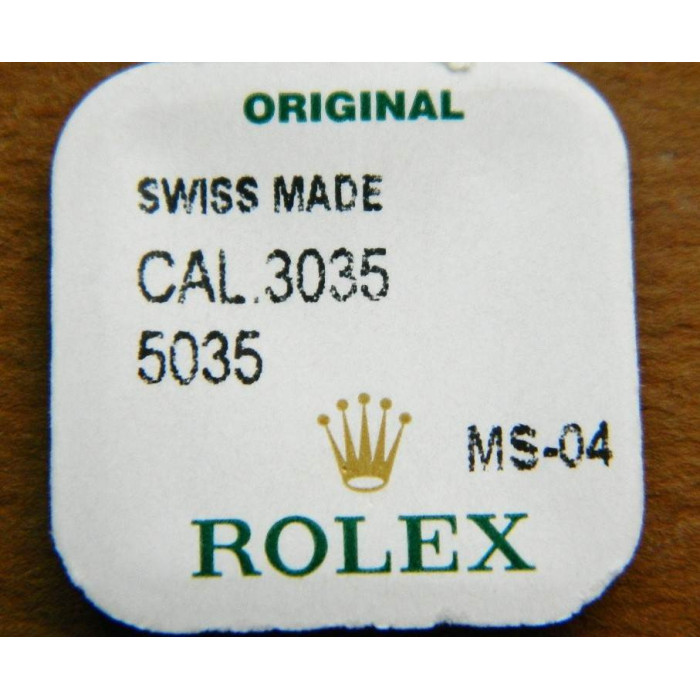 ORIGINAL
SWISS MADE
CAL.3035
5035
MS-04
ROLEX